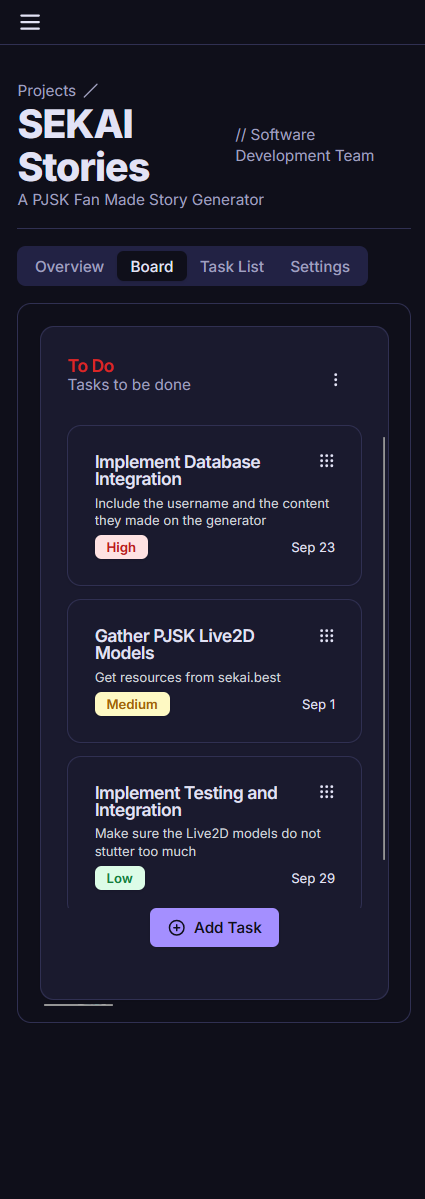 Projects ／
SEKAI
Stories
// Software
Development Team
A PJSK Fan Made Story Generator
Overview
Board
Task List
Settings
To Do
Tasks to be done
Implement Database
Integration
Include the username and the content
they made on the generator
High
Sep 23
Gather PJSK Live2D
Models
Get resources from sekai.best
Medium
Sep 1
Implement Testing and
Integration
Make sure the Live2D models do not
stutter too much
Low
Sep 29
Add Task